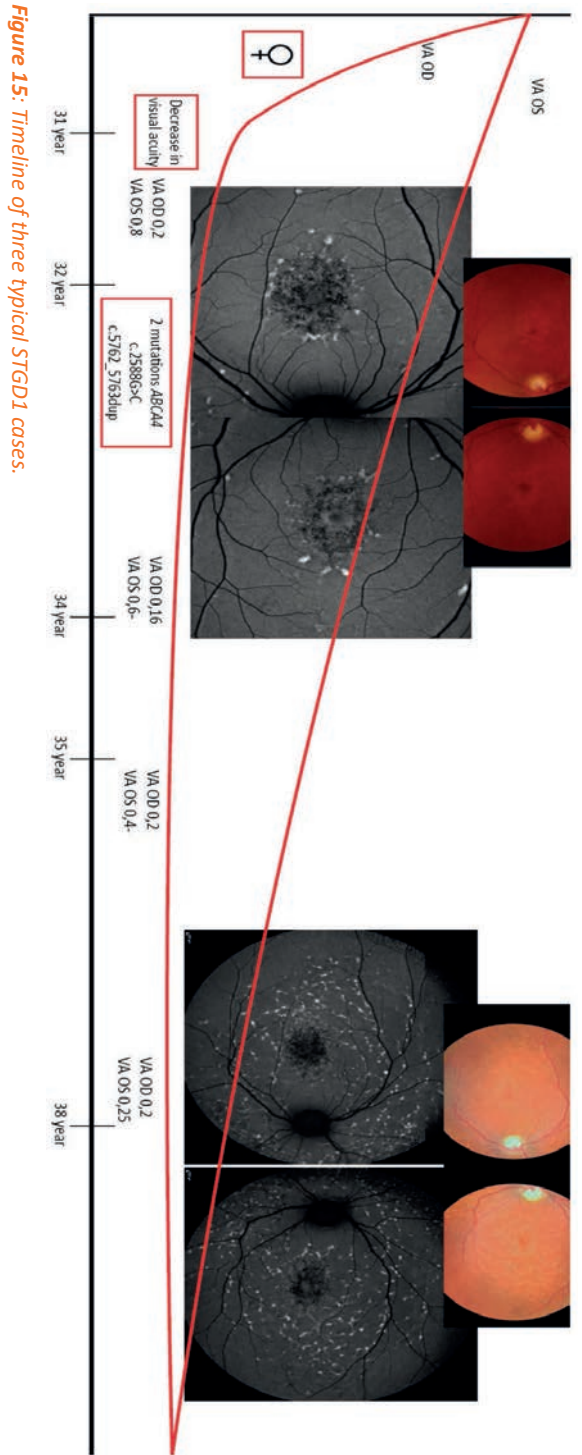 VA OS
VA OD
♀
Decrease in
visual acuity
VA OD 0,2
VA OS 0,8
2 mutations ABCA4
c.2588G>C
c.5762_5763dup
VA OD 0,16
VA OS 0,6-
VA OD 0,2
VA OS 0,4-
VA OD 0,2
VA OS 0,25
31 year
32 year
34 year
35 year
38 year
Figure 15: Timeline of three typical STGD1 cases.